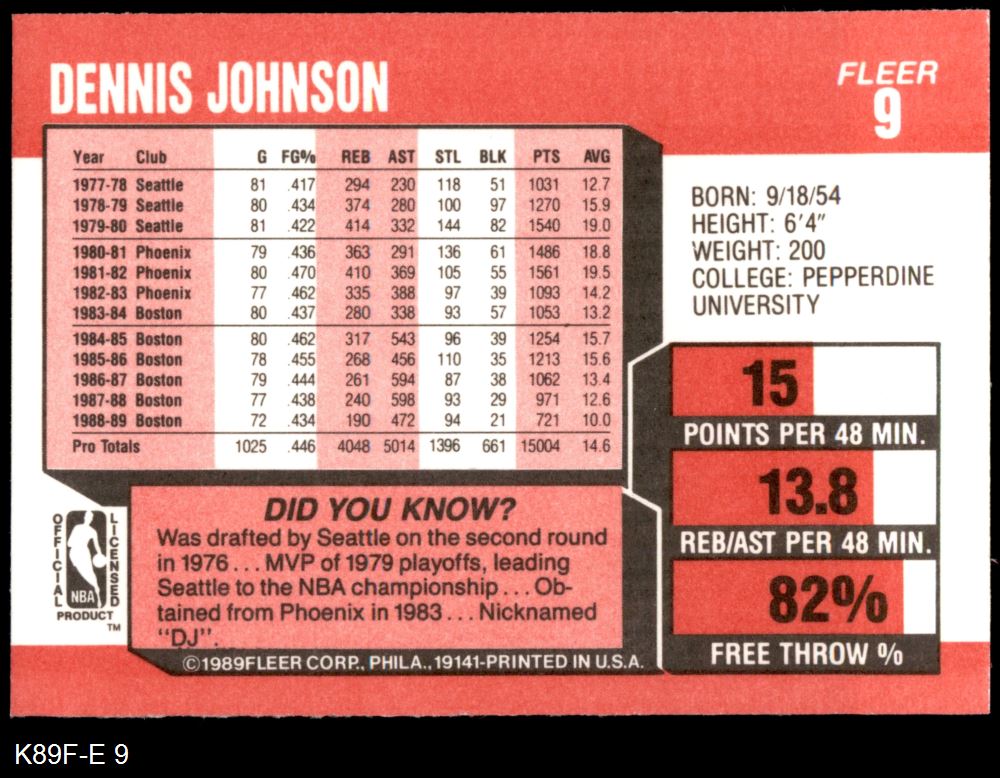 DENNIS JOHNSON
FLEER
9
Year Club G FG% REB AST STL BLK PTS AVG
1977-78 Seattle 81 .417 294 230 118 51 1031 12.7
1978-79 Seattle 80 .434 374 280 100 97 1270 15.9
1979-80 Seattle 81 .422 414 332 144 82 1540 19.0
1980-81 Phoenix 79 .436 363 291 136 61 1486 18.8
1981-82 Phoenix 80 .470 410 369 105 55 1561 19.5
1982-83 Phoenix 77 .462 335 388 97 39 1093 14.2
1983-84 Boston 80 .437 280 338 93 57 1053 13.2
1984-85 Boston 80 .462 317 543 96 39 1254 15.7
1985-86 Boston 78 .455 268 456 110 35 1213 15.6
1986-87 Boston 79 .444 261 594 87 38 1062 13.4
1987-88 Boston 77 .438 240 598 93 29 971 12.6
1988-89 Boston 72 .434 190 472 94 21 721 10.0
Pro Totals 1025 .446 4048 5014 1396 661 15004 14.6
BORN: 9/18/54
HEIGHT: 6'4"
WEIGHT: 200
COLLEGE: PEPPERDINE
UNIVERSITY
15
POINTS PER 48 MIN.
13.8
REB/AST PER 48 MIN.
82%
FREE THROW %
DID YOU KNOW?
Was drafted by Seattle on the second round
in 1976 . . . MVP of 1979 playoffs, leading
Seattle to the NBA championship . . . Ob-
tained from Phoenix in 1983 . . . Nicknamed
"DJ".
OFFICIAL
LICENSED
NBA
PRODUCT
TM
©1989FLEER CORP., PHILA., 19141-PRINTED IN U.S.A.
K89F-E 9